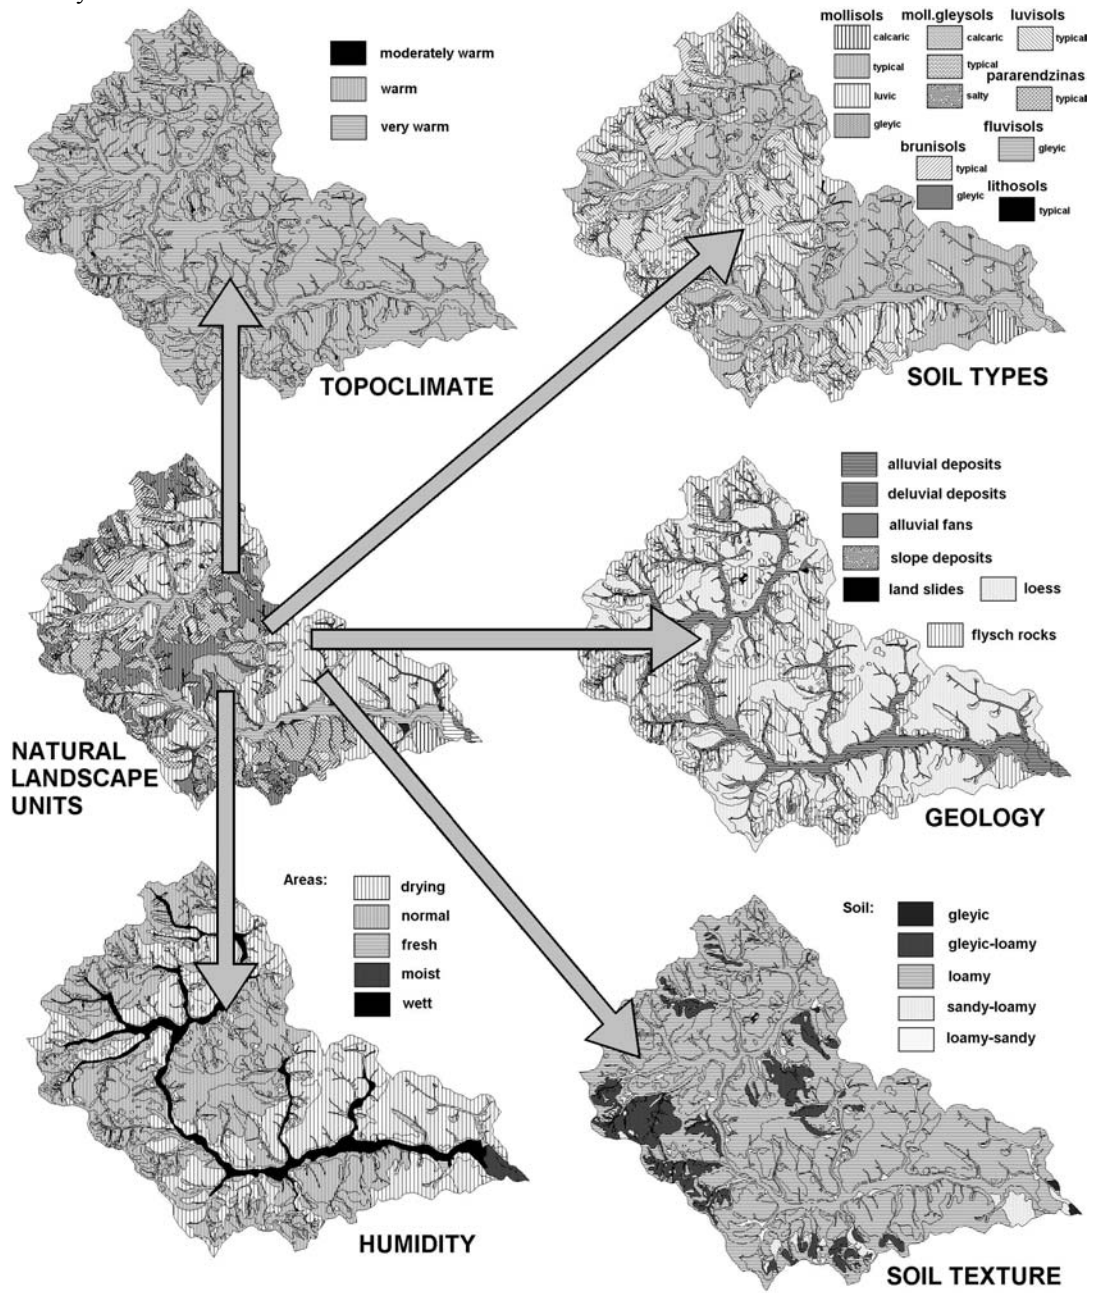 moderately warm
warm
very warm
TOPOCLIMATE
mollisols
calcaric
typical
luvic
gleyic
moll.gleysols
calcaric
typical
salty
luvisols
typical
pararendzinas
typical
fluvisols
gleyic
brunisols
typical
gleyic
lithosols
typical
SOIL TYPES
NATURAL
LANDSCAPE
UNITS
alluvial deposits
deluvial deposits
alluvial fans
slope deposits
land slides
loess
flysch rocks
GEOLOGY
Areas:
drying
normal
fresh
moist
wett
HUMIDITY
Soil:
gleyic
gleyic-loamy
loamy
sandy-loamy
loamy-sandy
SOIL TEXTURE